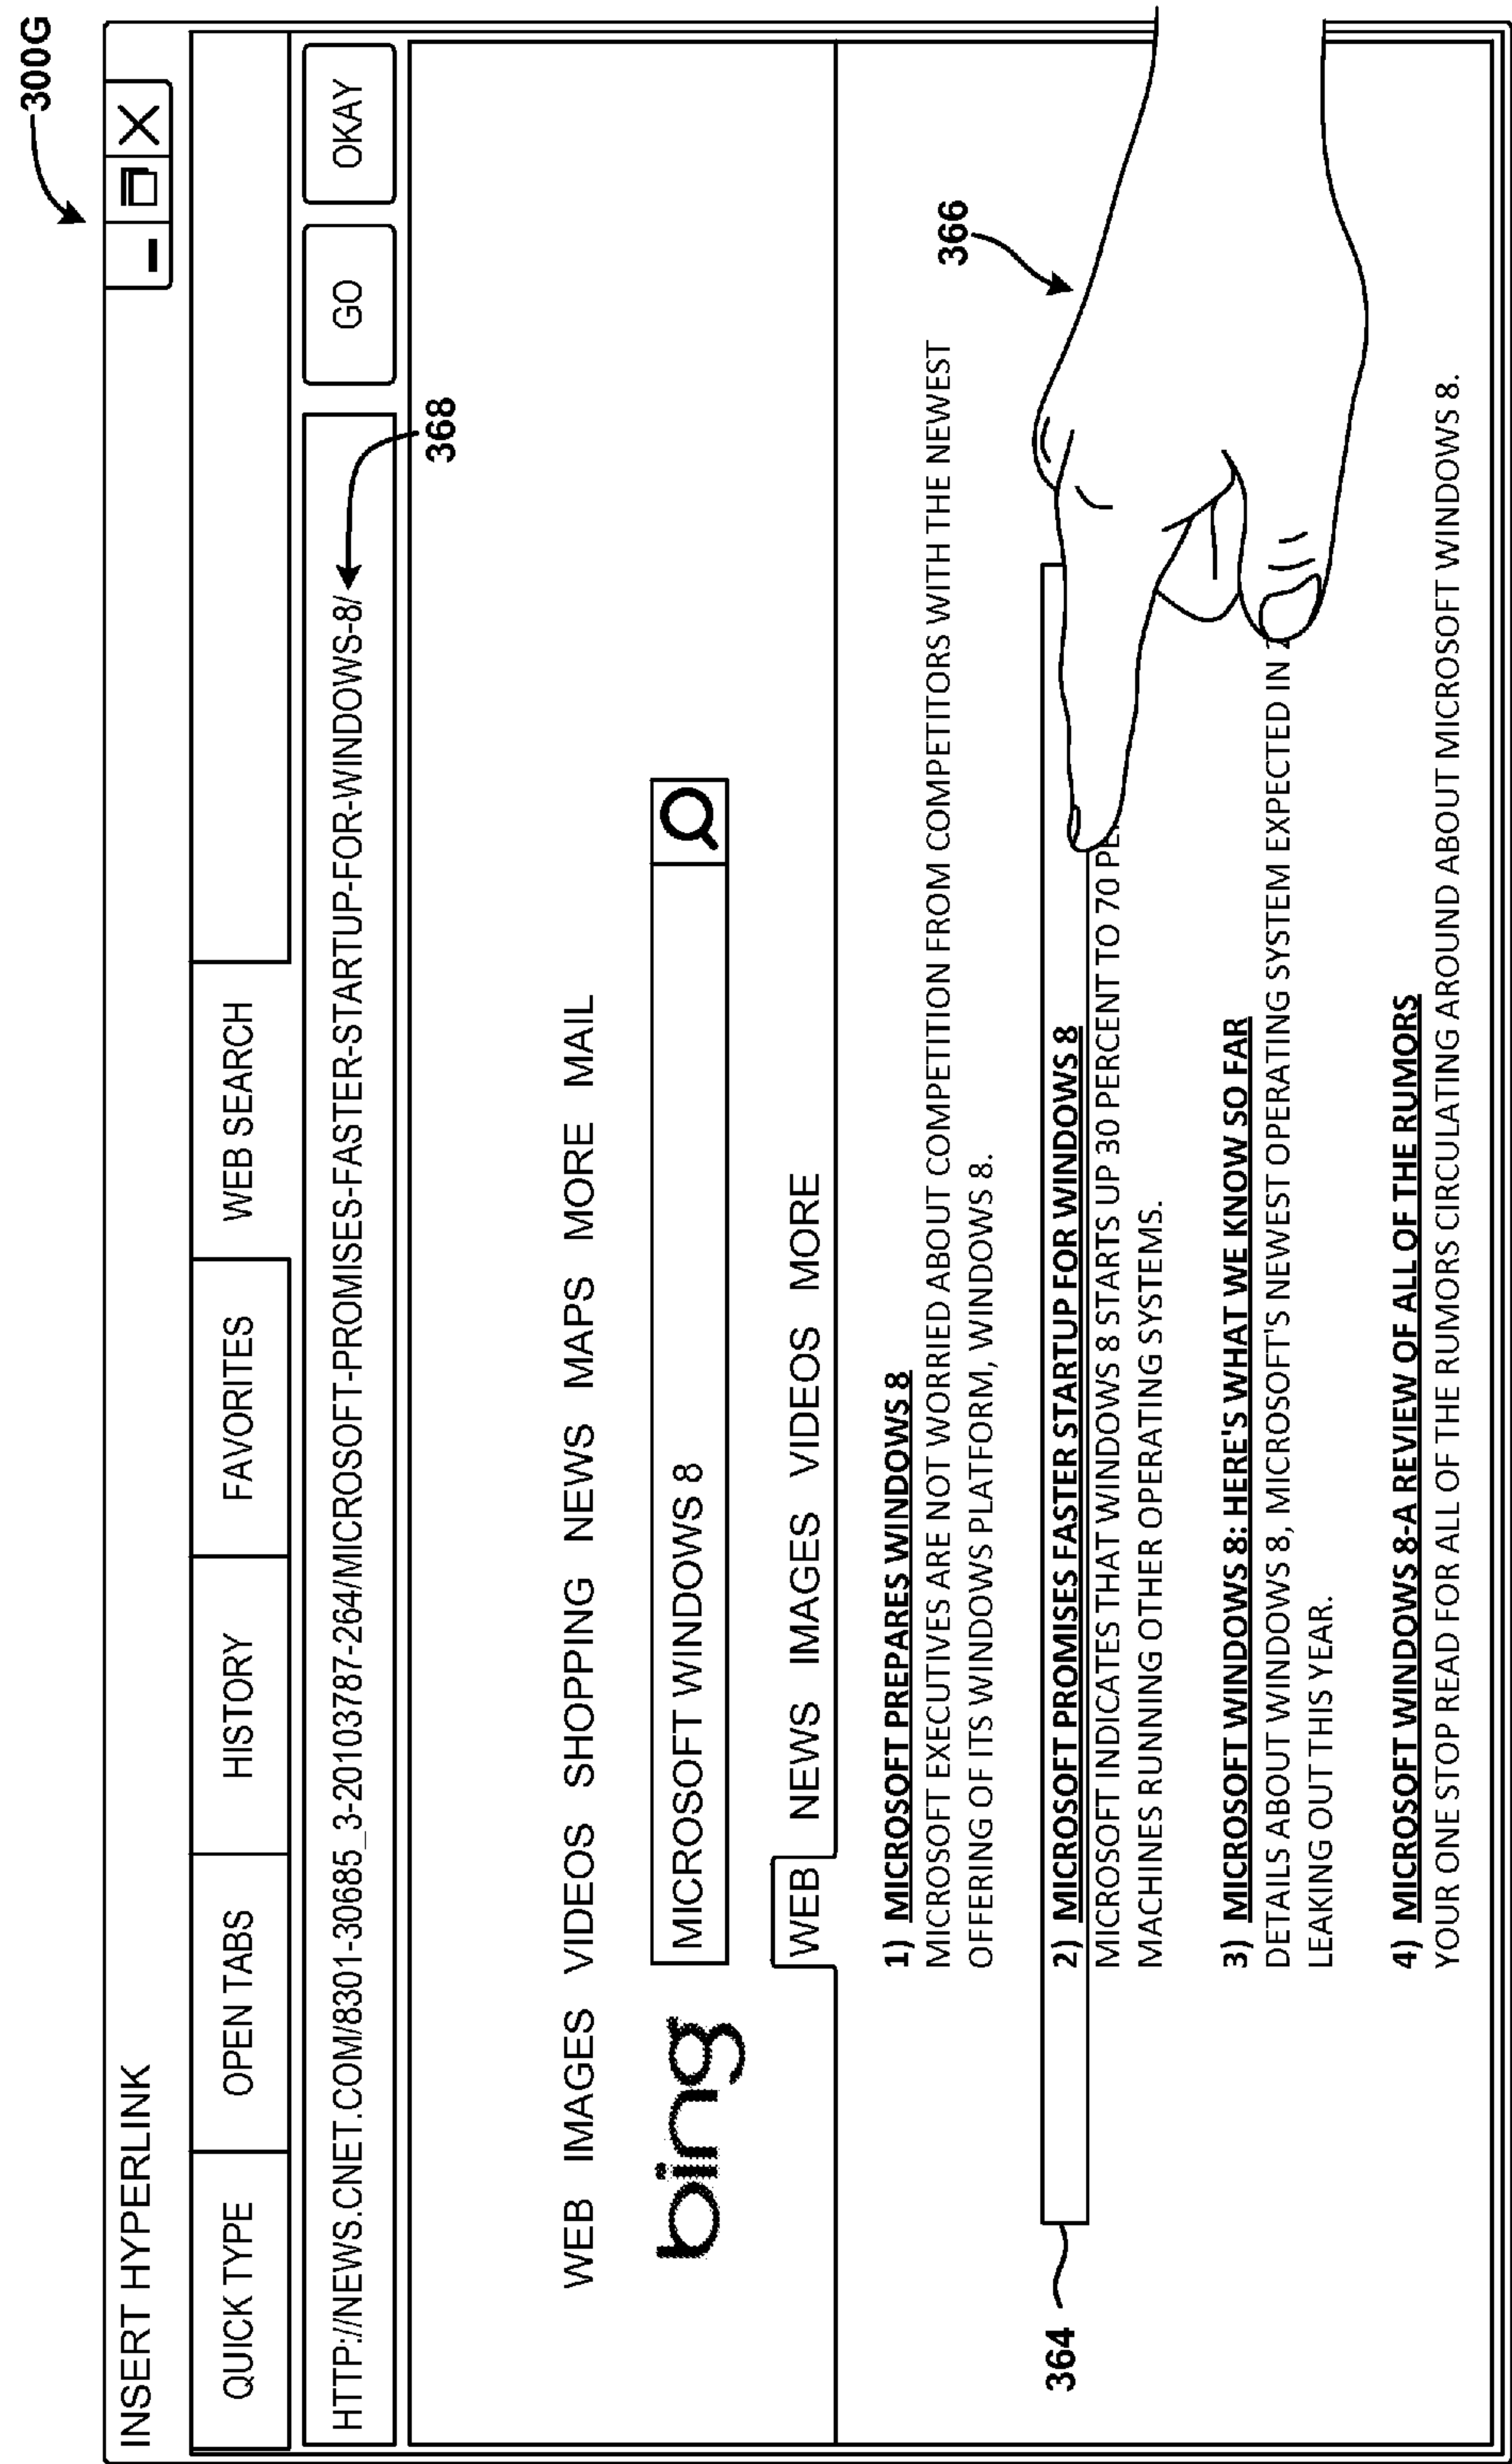 300G
INSERT HYPERLINK
QUICK TYPE
OPEN TABS
HISTORY
FAVORITES
WEB SEARCH
HTTP://NEWS.CNET.COM/8301-30685_3-20103787-264/MICROSOFT-PROMISES-FASTER-STARTUP-FOR-WINDOWS-8/
GO
OKAY
368
WEB IMAGES VIDEOS SHOPPING NEWS MAPS MORE MAIL
bing
MICROSOFT WINDOWS 8
WEB NEWS IMAGES VIDEOS MORE
1) MICROSOFT PREPARES WINDOWS 8
MICROSOFT EXECUTIVES ARE NOT WORRIED ABOUT COMPETITION FROM COMPETITORS WITH THE NEWEST
OFFERING OF ITS WINDOWS PLATFORM, WINDOWS 8.
366
364
2) MICROSOFT PROMISES FASTER STARTUP FOR WINDOWS 8
MICROSOFT INDICATES THAT WINDOWS 8 STARTS UP 30 PERCENT TO 70 PE
MACHINES RUNNING OTHER OPERATING SYSTEMS.
3) MICROSOFT WINDOWS 8: HERE'S WHAT WE KNOW SO FAR
DETAILS ABOUT WINDOWS 8, MICROSOFT'S NEWEST OPERATING SYSTEM EXPECTED IN
LEAKING OUT THIS YEAR.
4) MICROSOFT WINDOWS 8-A REVIEW OF ALL OF THE RUMORS
YOUR ONE STOP READ FOR ALL OF THE RUMORS CIRCULATING AROUND ABOUT MICROSOFT WINDOWS 8.